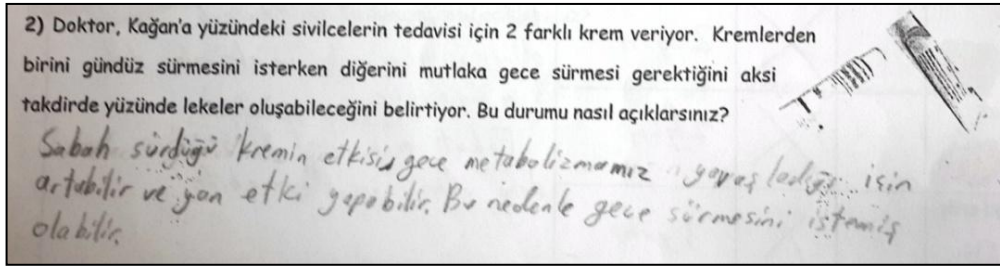 2) Doktor, Kağan'a yüzündeki sivilcelerin tedavisi için 2 farklı krem veriyor. Kremlerden
birini gündüz sürmesini isterken diğerini mutlaka gece sürmesi gerektiğini aksi
takdirde yüzünde lekeler oluşabileceğini belirtiyor. Bu durumu nasıl açıklarsınız?
Sabah sürdüğü kremin etkisi gece metabolizmamız yavaşladığı için
artabilir ve yan etki yapabilir. Bu nedenle gece sürmesini istemiş
olabilir.